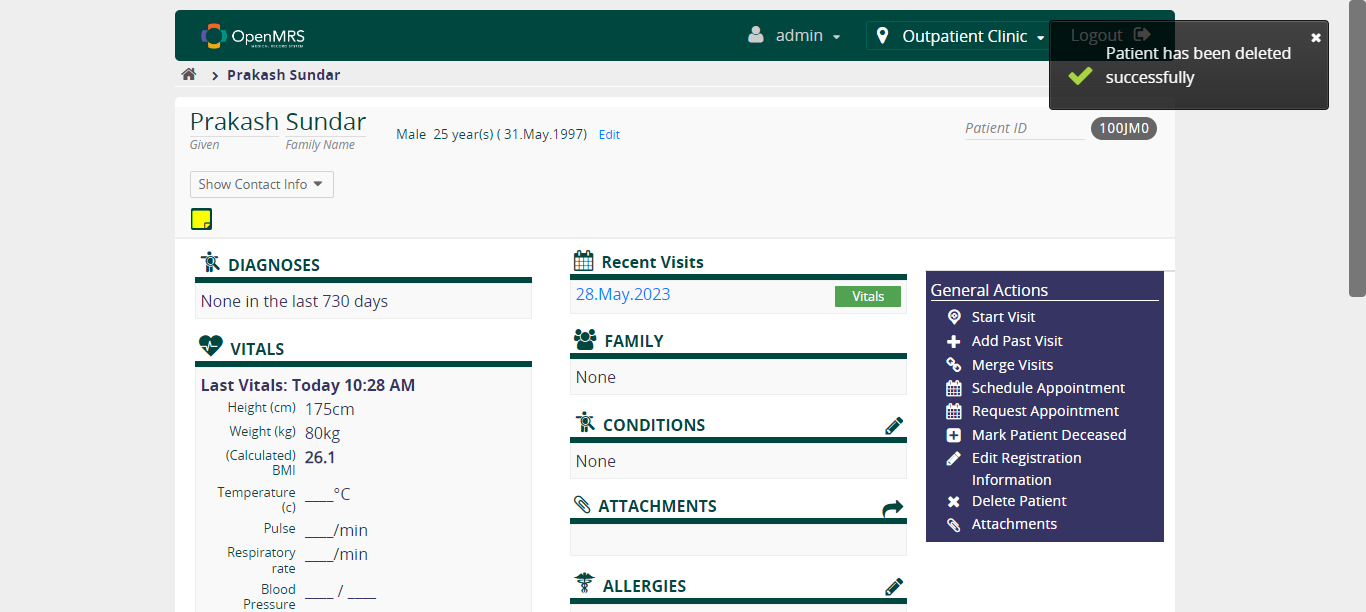 OpenMRS
MEDICAL RECORD SYSTEM
admin
Outpatient Clinic
Logout
Patient has been deleted
successfully
Prakash Sundar
Prakash Sundar
Given
Family Name
Male 25 year(s) ( 31.May.1997) Edit
Patient ID
100JM0
Show Contact Info
DIAGNOSES
None in the last 730 days
VITALS
Last Vitals: Today 10:28 AM
Height (cm) 175cm
Weight (kg) 80kg
(Calculated) 26.1
BMI
Temperature ____°C
(c)
Pulse ____/min
Respiratory ____/min
rate
Blood ____ / ____
Pressure
Recent Visits
28.May.2023 Vitals
FAMILY
None
CONDITIONS
None
ATTACHMENTS
ALLERGIES
General Actions
Start Visit
Add Past Visit
Merge Visits
Schedule Appointment
Request Appointment
Mark Patient Deceased
Edit Registration
Information
Delete Patient
Attachments